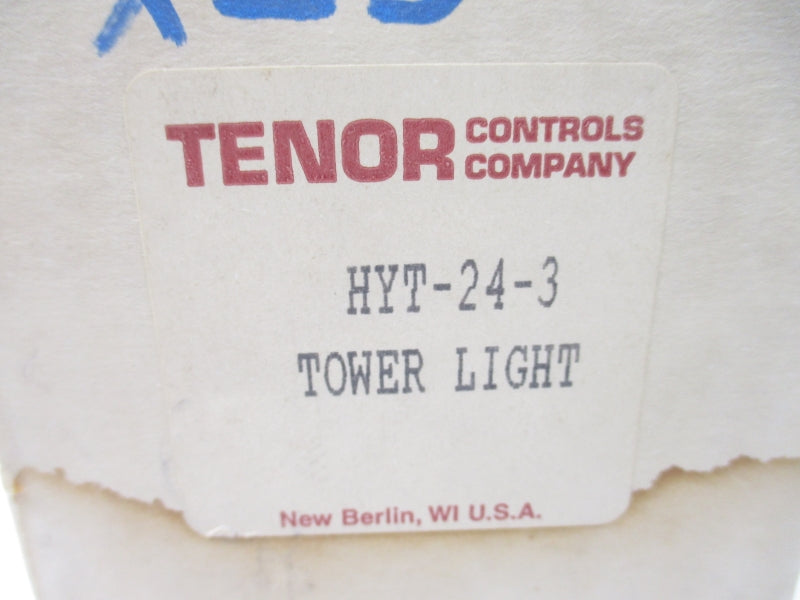 TENOR CONTROLS COMPANY
HYT-24-3
TOWER LIGHT
New Berlin, WI U.S.A.